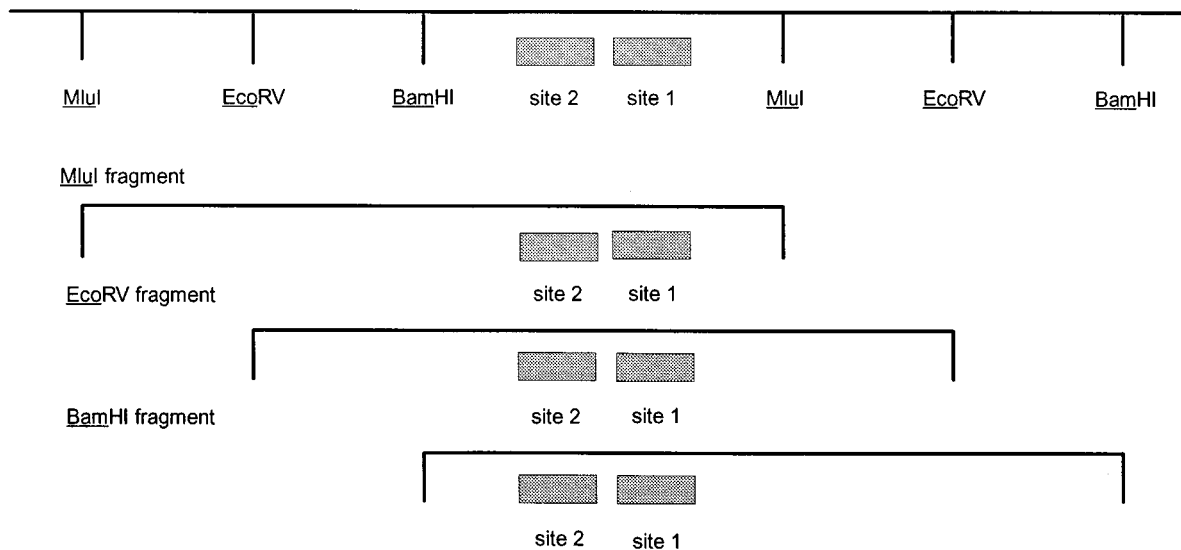 MluI EcoRV BamHI site 2 site 1 MluI EcoRV BamHI
MluI fragment
EcoRV fragment site 2 site 1
BamHI fragment site 2 site 1
site 2 site 1